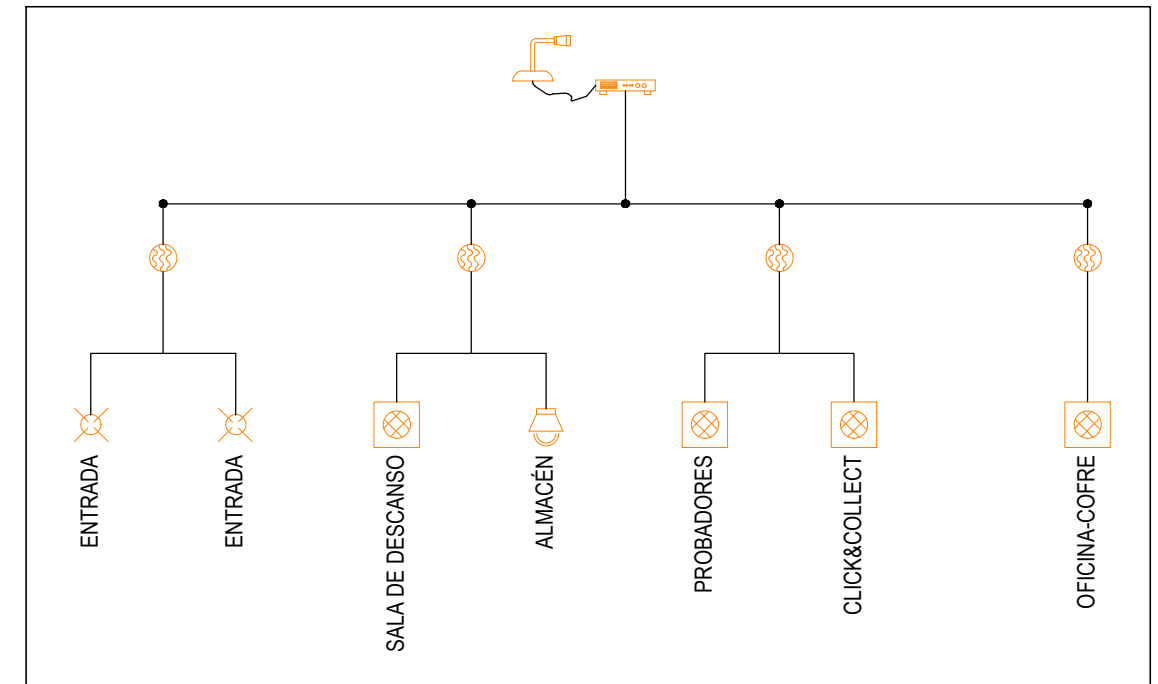 ENTRADA
ENTRADA
SALA DE DESCANSO
ALMACÉN
PROBADORES
CLICK&COLLECT
OFICINA-COFRE